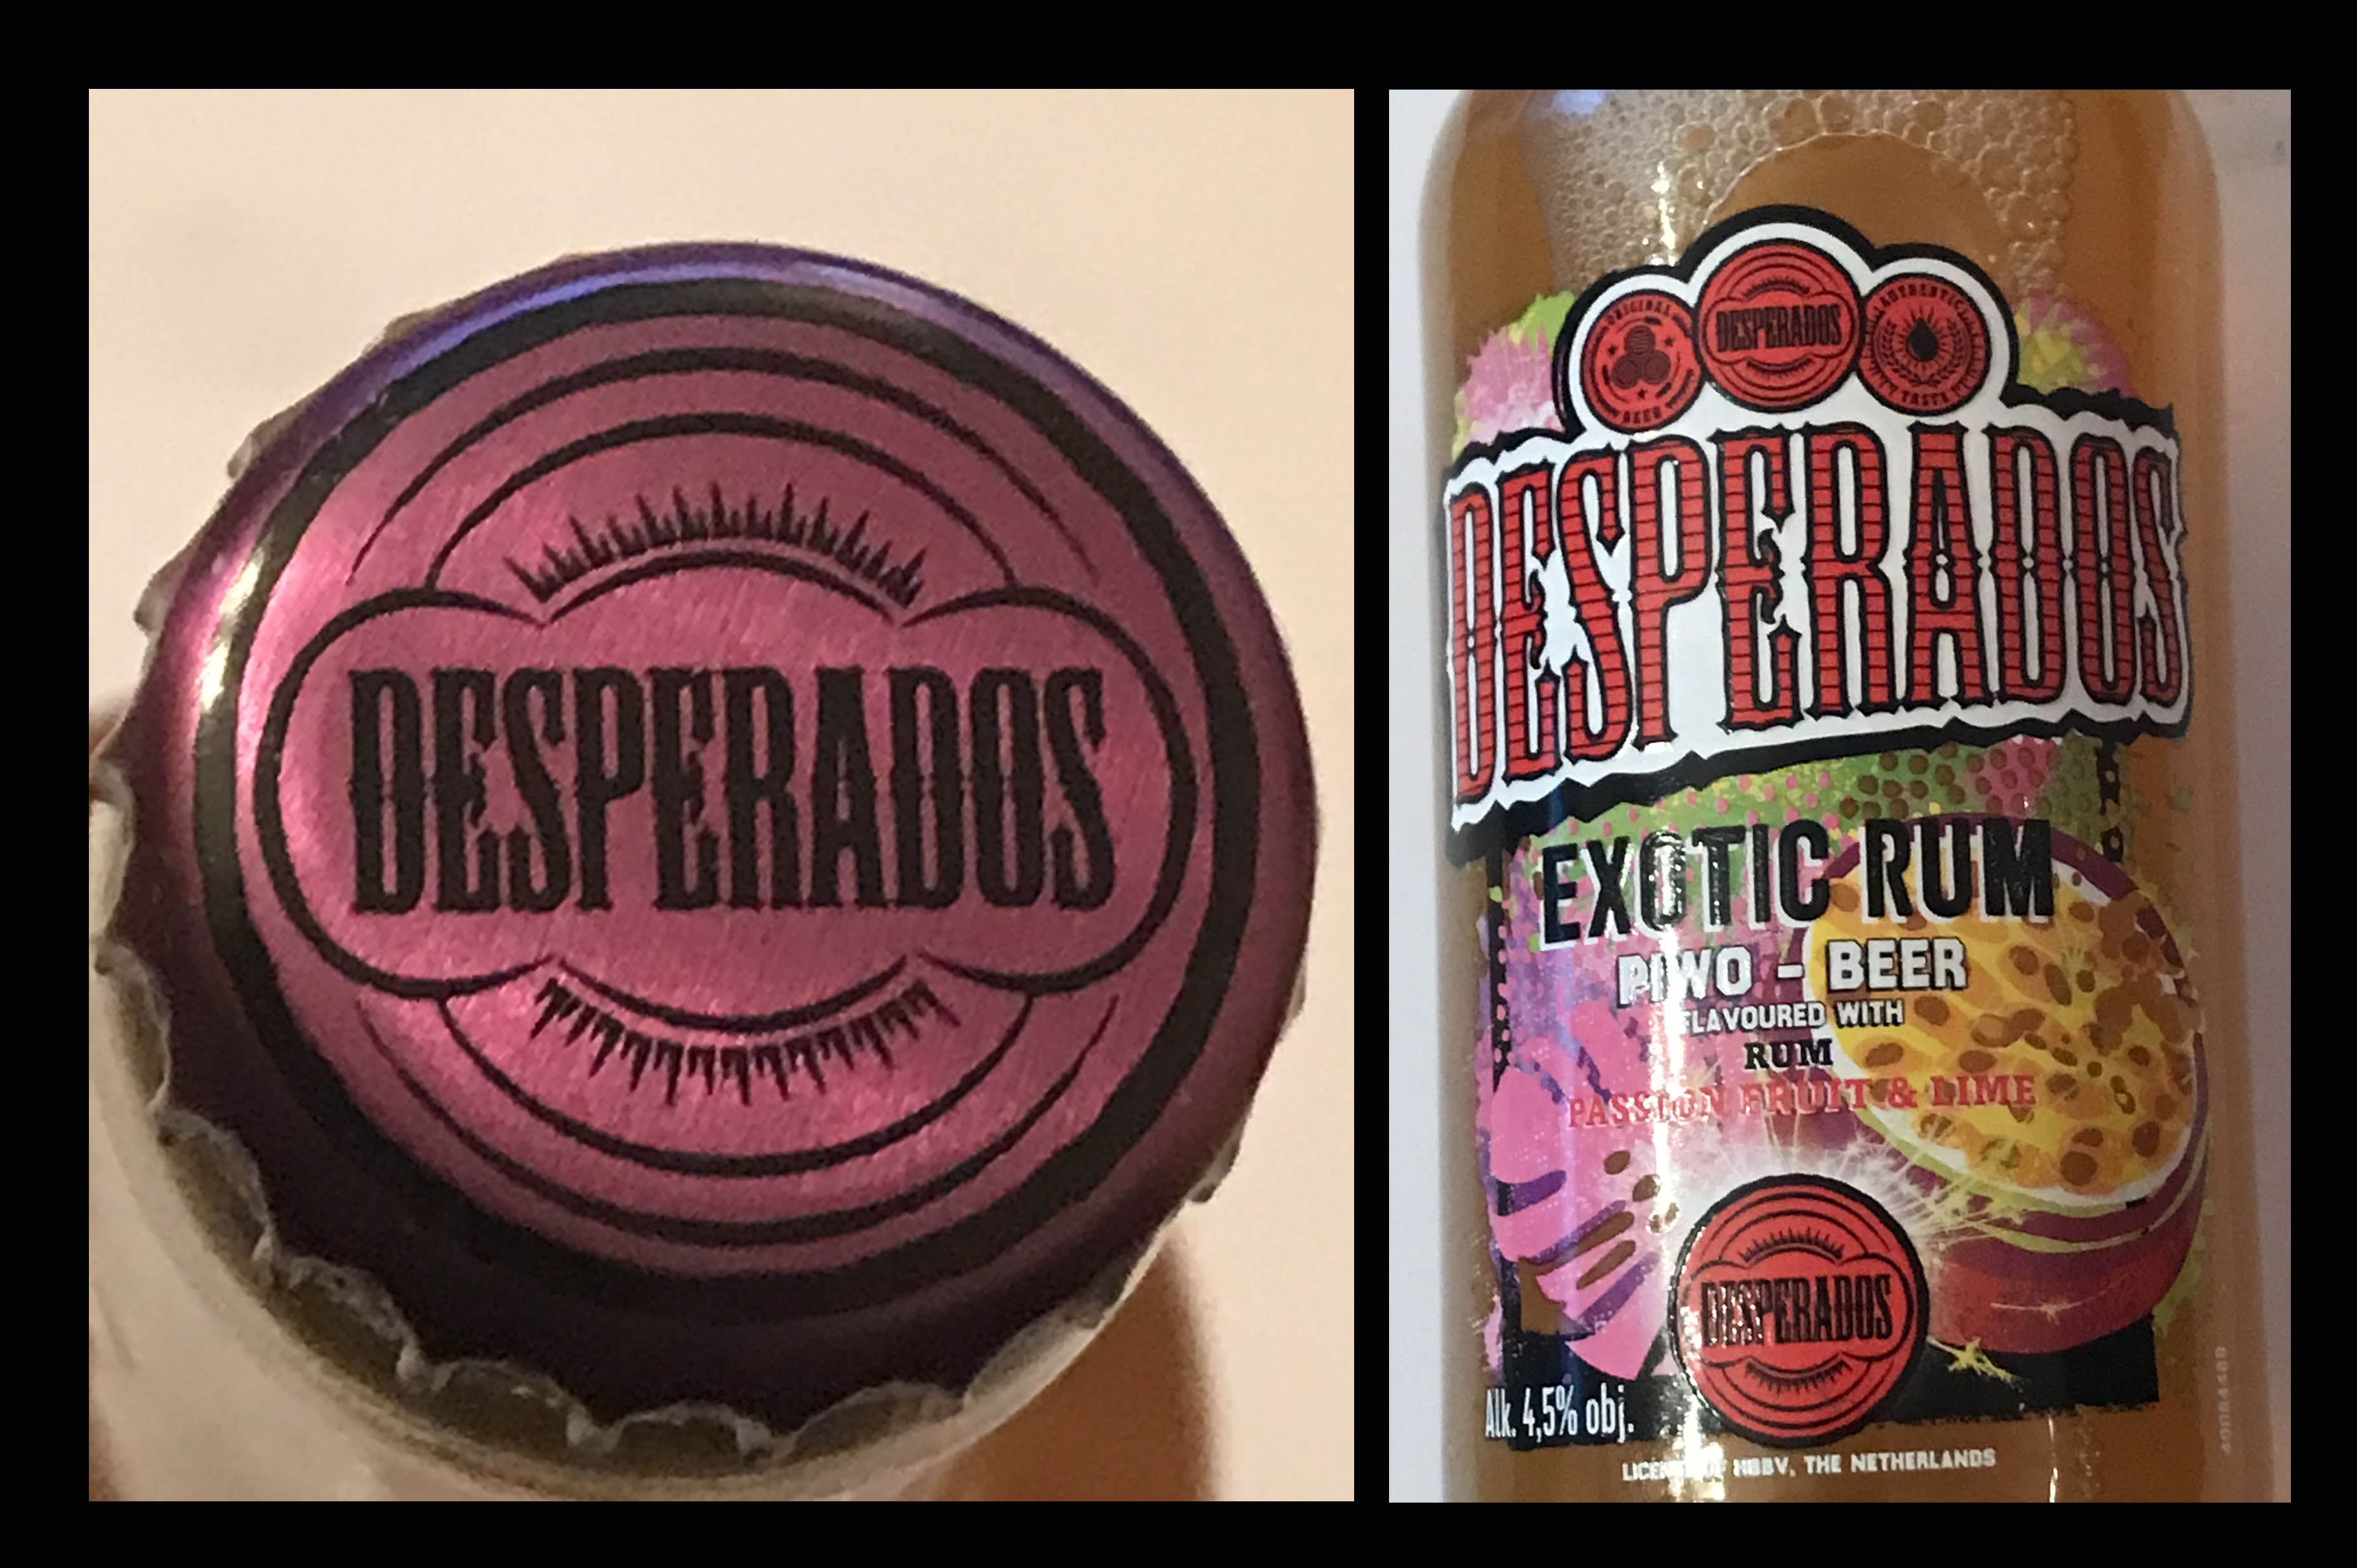 DESPERADOS
ORIGINAL
BEER
DESPERADOS
AUTHENTIC
TASTE
DESPERADOS
EXOTIC RUM
PIWO - BEER
FLAVOURED WITH
RUM
PASSION FRUIT & LIME
DESPERADOS
Alk. 4,5% obj.
HBBV, THE NETHERLANDS